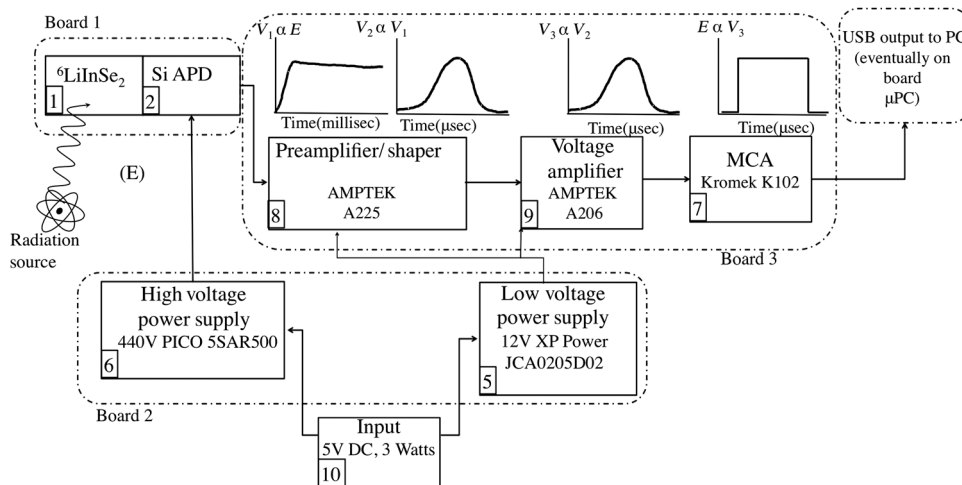 Board 1
⁶LiInSe₂
Si APD
1
2
(E)
Radiation
source
V₁ α E
V₂ α V₁
V₃ α V₂
E α V₃
Time(millisec)
Time(μsec)
Time(μsec)
Time(μsec)
Preamplifier/ shaper
AMPTEK
A225
8
Voltage
amplifier
AMPTEK
A206
9
MCA
Kromek K102
7
Board 3
USB output to PC
(eventually on
board
μPC)
High voltage
power supply
440V PICO 5SAR500
6
Low voltage
power supply
12V XP Power
JCA0205D02
5
Board 2
Input
5V DC, 3 Watts
10